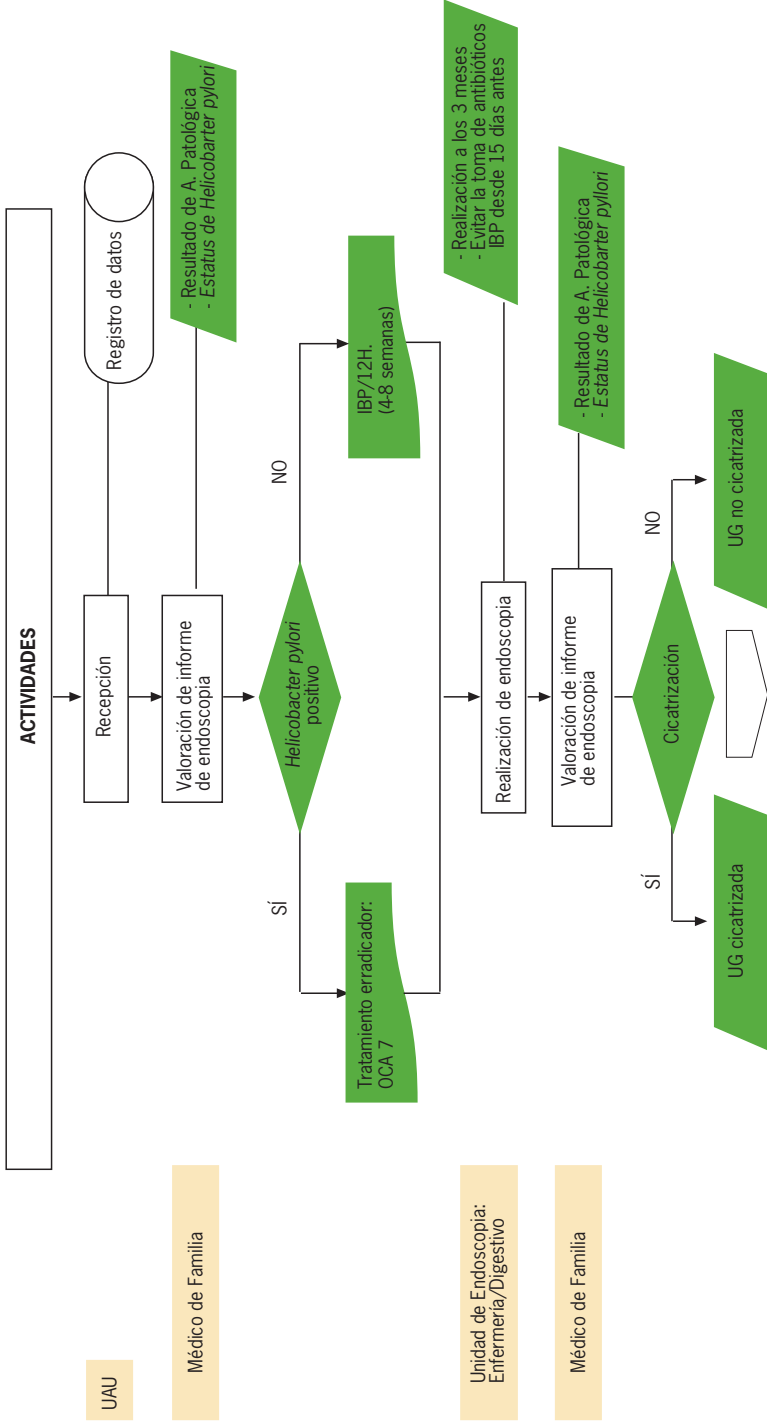 ACTIVIDADES
UAU
Recepción
Registro de datos
Médico de Familia
Valoración de informe
de endoscopia
- Resultado de A. Patológica
- Estatus de Helicobarter pylori
Helicobacter pylori
positivo
SÍ
NO
Tratamiento erradicador:
OCA 7
IBP/12H.
(4-8 semanas)
Unidad de Endoscopia:
Enfermería/Digestivo
Realización de endoscopia
- Realización a los 3 meses
- Evitar la toma de antibióticos
IBP desde 15 días antes
Médico de Familia
Valoración de informe
de endoscopia
- Resultado de A. Patológica
- Estatus de Helicobarter pyllori
Cicatrización
SÍ
NO
UG cicatrizada
UG no cicatrizada